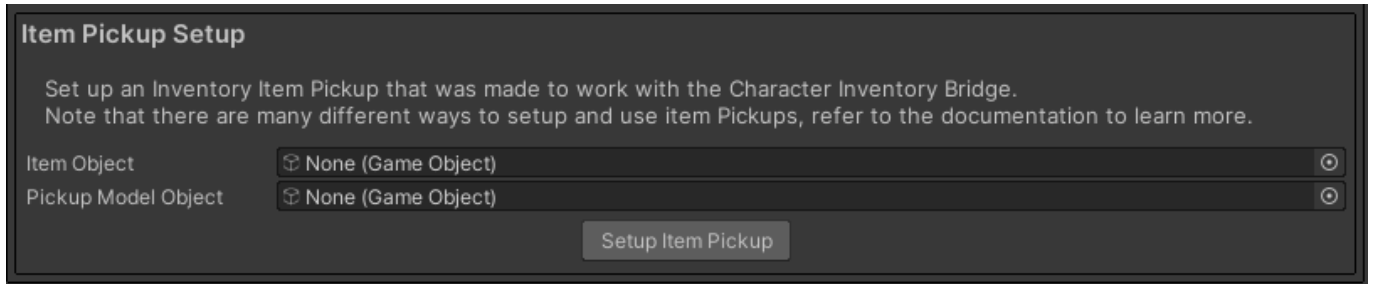 Item Pickup Setup
Set up an Inventory Item Pickup that was made to work with the Character Inventory Bridge.
Note that there are many different ways to setup and use item Pickups, refer to the documentation to learn more.
Item Object None (Game Object)
Pickup Model Object None (Game Object)
Setup Item Pickup